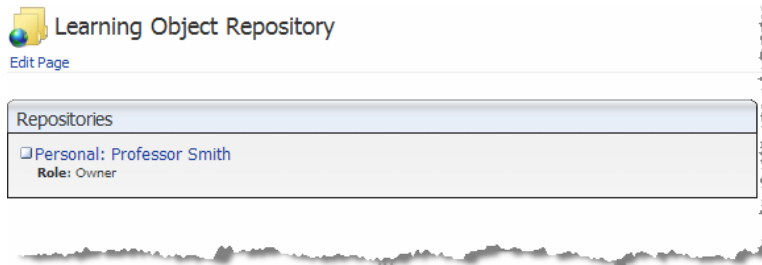 Learning Object Repository
Edit Page
Repositories
Personal: Professor Smith
Role: Owner